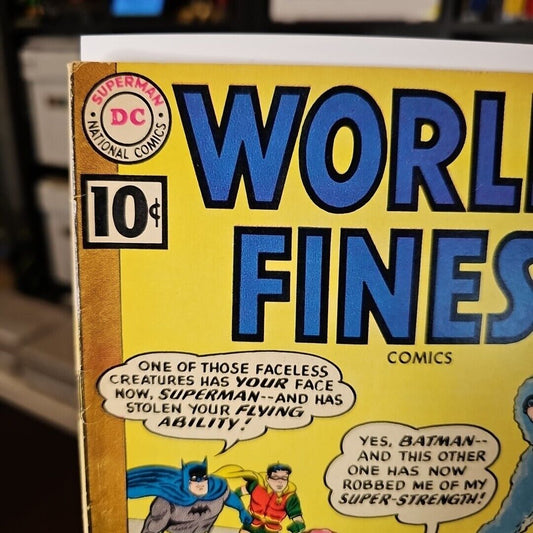 SUPERMAN
DC
NATIONAL COMICS
10¢
WORL
FINES
COMICS
ONE OF THOSE FACELESS
CREATURES HAS YOUR FACE
NOW, SUPERMAN--AND HAS
STOLEN YOUR FLYING
ABILITY!
YES, BATMAN--
AND THIS OTHER
ONE HAS NOW
ROBBED ME OF MY
SUPER-STRENGTH!